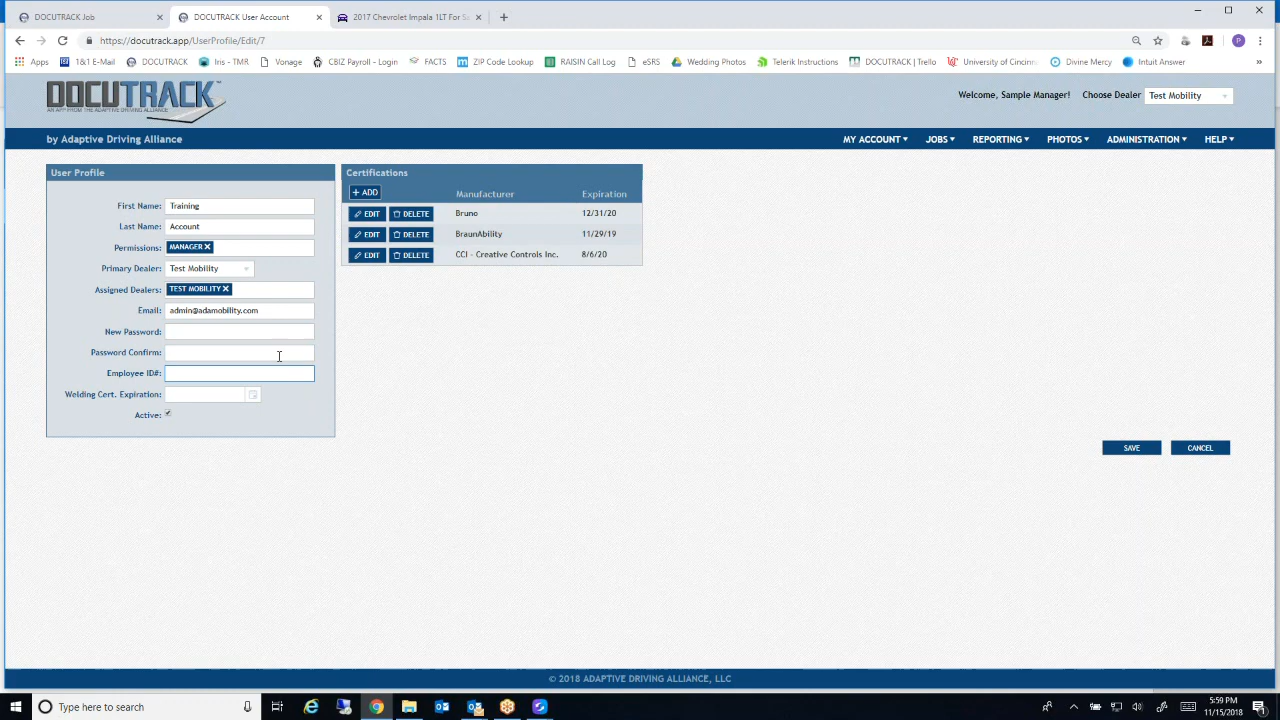 DOCUTRACK Job
DOCUTRACK User Account
2017 Chevrolet Impala 1LT For Sa
https://docutrack.app/UserProfile/Edit/7
P
Apps
1&1 E-Mail
DOCUTRACK
Iris - TMR
Vonage
CBIZ Payroll - Login
FACTS
ZIP Code Lookup
RAISIN Call Log
eSRS
Wedding Photos
Telerik Instructions
DOCUTRACK | Trello
University of Cincinn
Divine Mercy
Intuit Answer
DOCUTRACK
AN APP FROM THE ADAPTIVE DRIVING ALLIANCE
Welcome, Sample Manager! Choose Dealer Test Mobility
by Adaptive Driving Alliance
MY ACCOUNT JOBS REPORTING PHOTOS ADMINISTRATION HELP
User Profile
First Name: Training
Last Name: Account
Permissions: MANAGER
Primary Dealer: Test Mobility
Assigned Dealers: TEST MOBILITY
Email: admin@adamobility.com
New Password:
Password Confirm:
Employee ID#:
Welding Cert. Expiration:
Active:
Certifications
+ ADD Manufacturer Expiration
EDIT DELETE Bruno 12/31/20
EDIT DELETE BraunAbility 11/29/19
EDIT DELETE CCI - Creative Controls Inc. 8/6/20
SAVE CANCEL
© 2018 ADAPTIVE DRIVING ALLIANCE, LLC
Type here to search
5:59 PM
11/15/2018